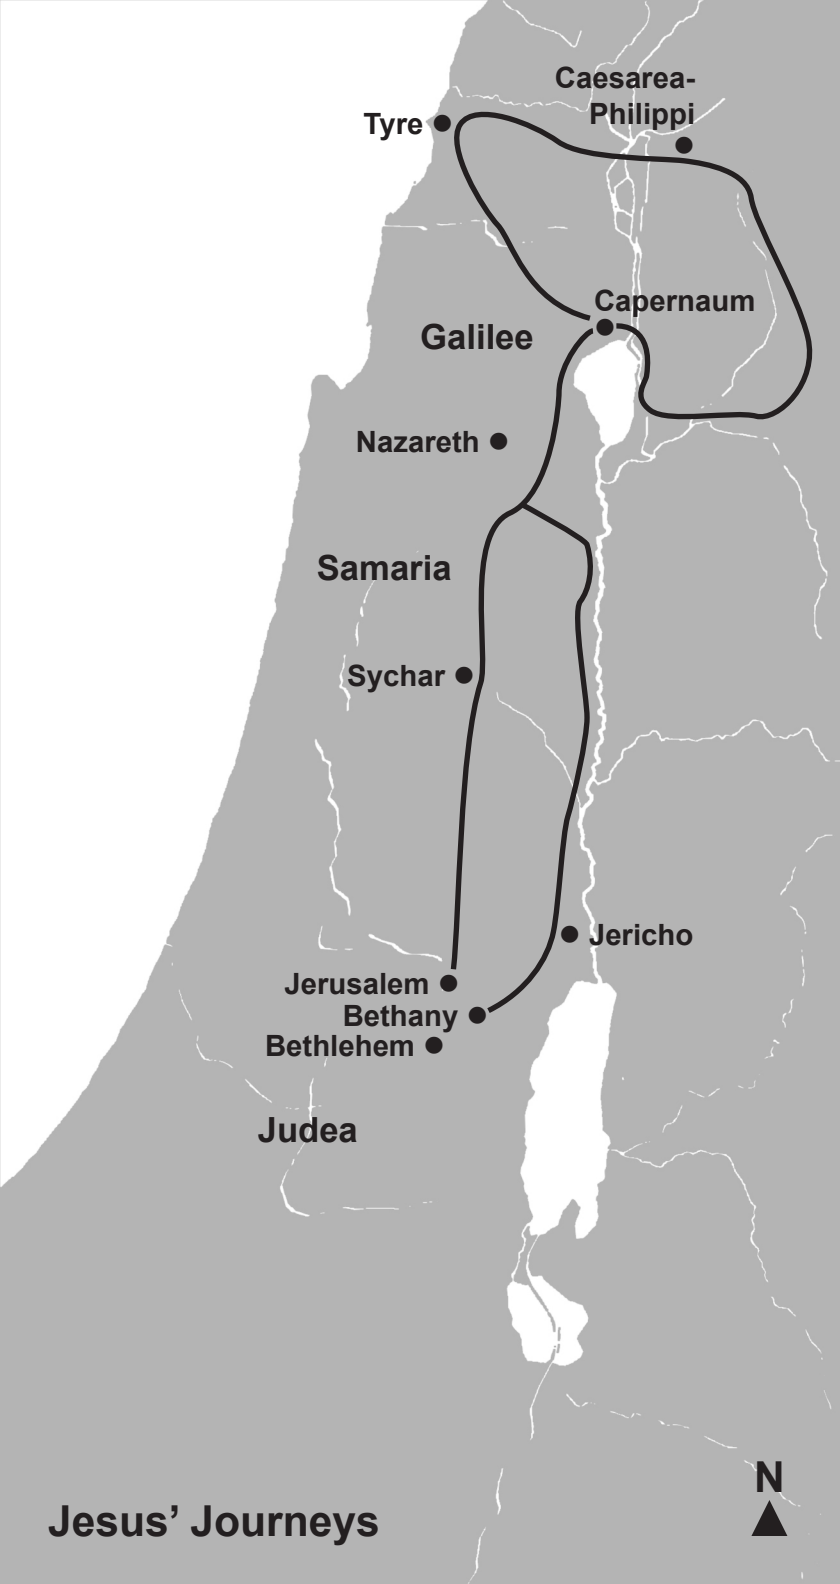 Caesarea-
Philippi
Tyre
Capernaum
Galilee
Nazareth
Samaria
Sychar
Jericho
Jerusalem
Bethany
Bethlehem
Judea
N
Jesus’ Journeys